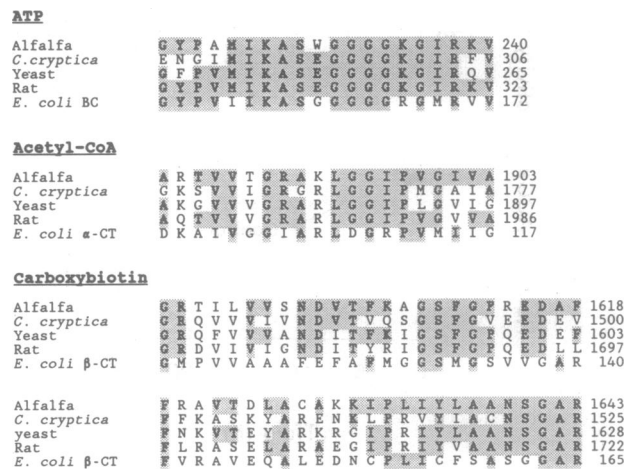 ATP
Alfalfa G Y P A M I K A S W G G G G K G I R K V 240
C.cryptica E N G I M I K A S E G G G G K G I R F V 306
Yeast G F P V M I K A S E G G G G K G I R Q V 265
Rat G Y P V M I K A S E G G G G K G I R K V 323
E. coli BC G Y P V I I K A S G G G G G R G M R V V 172
Acetyl-CoA
Alfalfa A R T V V T G R A K L G G I P V G I V A 1903
C. cryptica G K S V V I G R G R L G G I P M G A I A 1777
Yeast A K G V V V G R A R L G G I P L G V I G 1897
Rat A Q T V V V G R A R L G G I P V G V V A 1986
E. coli α-CT D K A I V G G I A R L D G R P V M I I G 117
Carboxybiotin
Alfalfa G R T I L V V S N D V T F K A G S F G P R E D A F 1618
C. cryptica G R Q V V V I V N D V T V Q S G S F G V E E D E V 1500
Yeast G R Q F V V V A N D I T F K I G S F G P Q E D E F 1603
Rat G R D V I V I G N D I T Y R I G S F G P Q E D L L 1697
E. coli β-CT G M P V V A A A F E F A F M G G S M G S V V G A R 140
Alfalfa F R A V T D L A C A K K I P L I Y L A A N S G A R 1643
C. cryptica F F K A S K Y A R E N K L P R V Y I A C N S G A R 1525
yeast F N K V T E Y A R K R G I P R I Y L A A N S G A R 1628
Rat F L R A S E L A R A E G I P R I Y V A A N S G A R 1722
E. coli β-CT F V R A V E Q A L E D N C P L I C F S A S G G A R 165